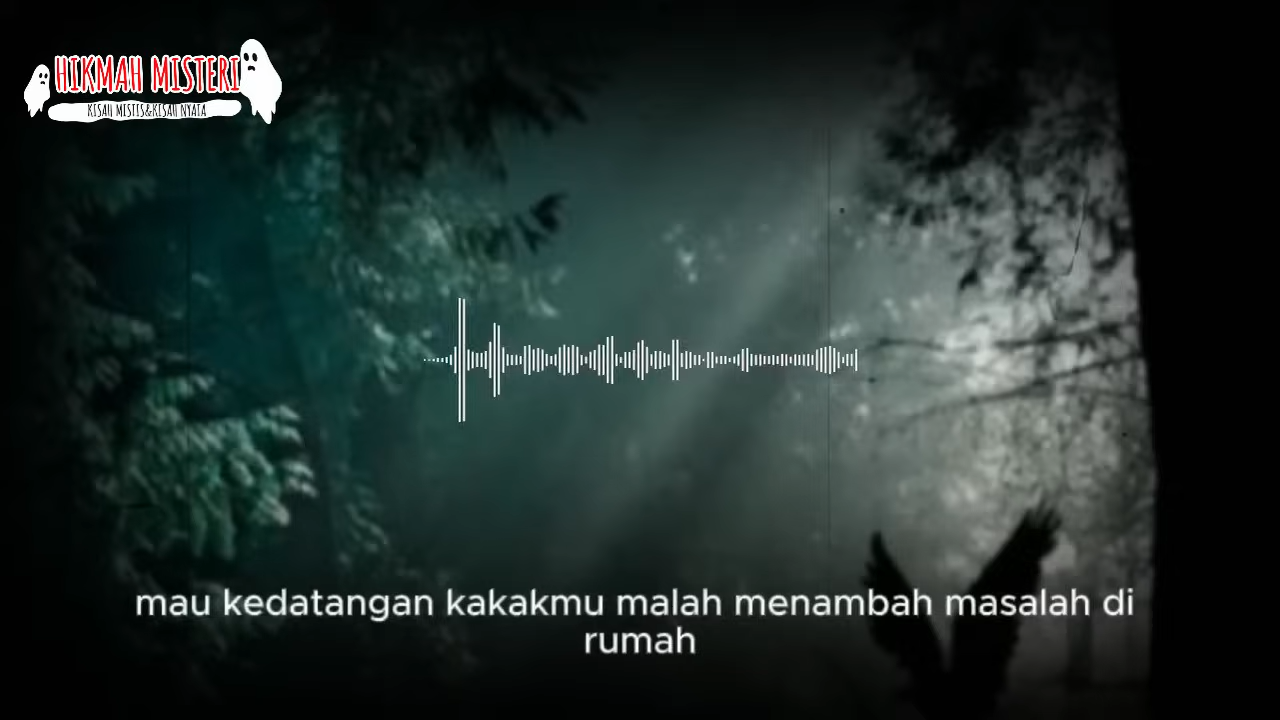 HIKMAH MISTERI
KISAH MISTIS&KISAH NYATA
mau kedatangan kakakmu malah menambah masalah di
rumah